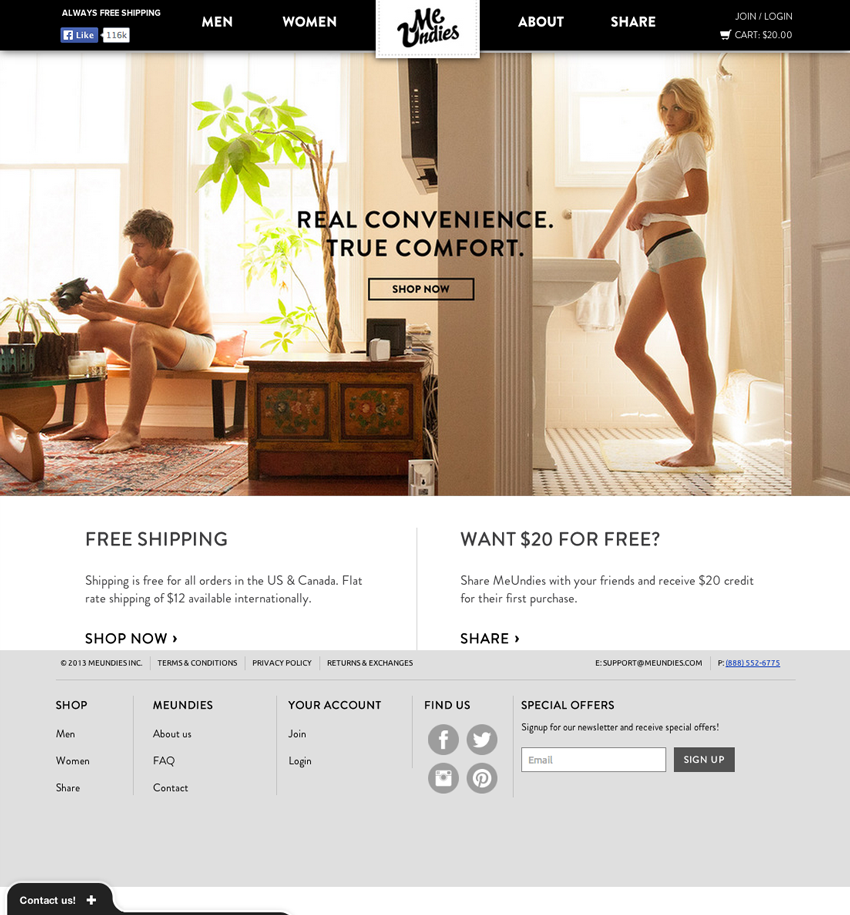 ALWAYS FREE SHIPPING
Like 116k
MEN
WOMEN
Me Undies
ABOUT
SHARE
JOIN / LOGIN
CART: $20.00
REAL CONVENIENCE.
TRUE COMFORT.
SHOP NOW
FREE SHIPPING
Shipping is free for all orders in the US & Canada. Flat
rate shipping of $12 available internationally.
SHOP NOW ›
WANT $20 FOR FREE?
Share MeUndies with your friends and receive $20 credit
for their first purchase.
SHARE ›
© 2013 MEUNDIES INC.
TERMS & CONDITIONS
PRIVACY POLICY
RETURNS & EXCHANGES
E: SUPPORT@MEUNDIES.COM
P: (888) 552-6775
SHOP
Men
Women
Share
MEUNDIES
About us
FAQ
Contact
YOUR ACCOUNT
Join
Login
FIND US
SPECIAL OFFERS
Signup for our newsletter and receive special offers!
Email
SIGN UP
Contact us! +